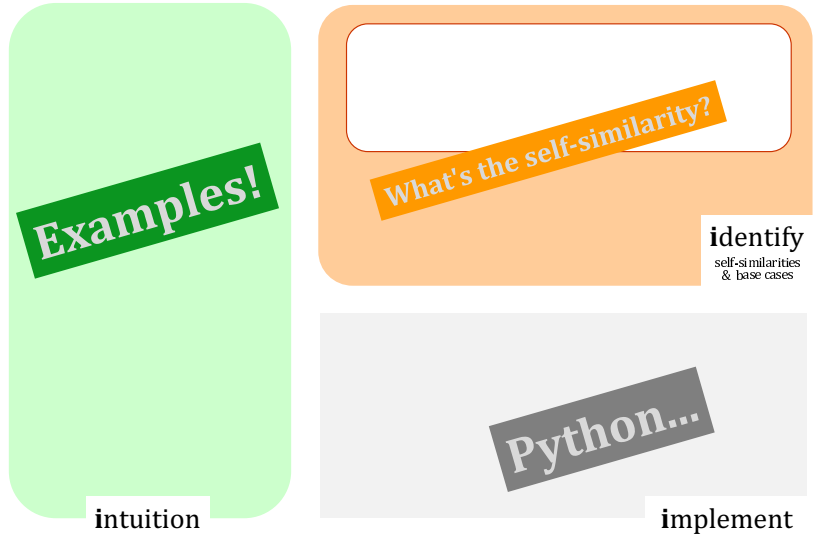 Examples!
intuition
What's the self-similarity?
identify
self-similarities
& base cases
Python...
implement